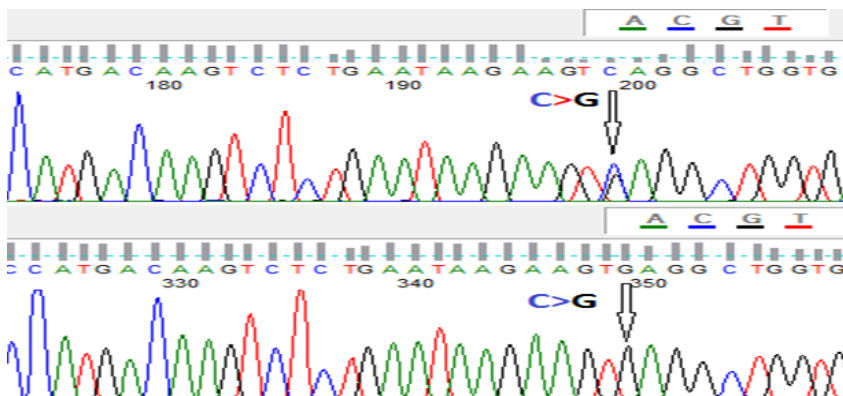 A C G T
C A T G A C A A G T C T C T G A A T A A G A A G T C A G G C T G G T G
180 190 200
C>G
A C G T
C C A T G A C A A G T C T C T G A A T A A G A A G T G A G G C T G G T G
330 340 350
C>G